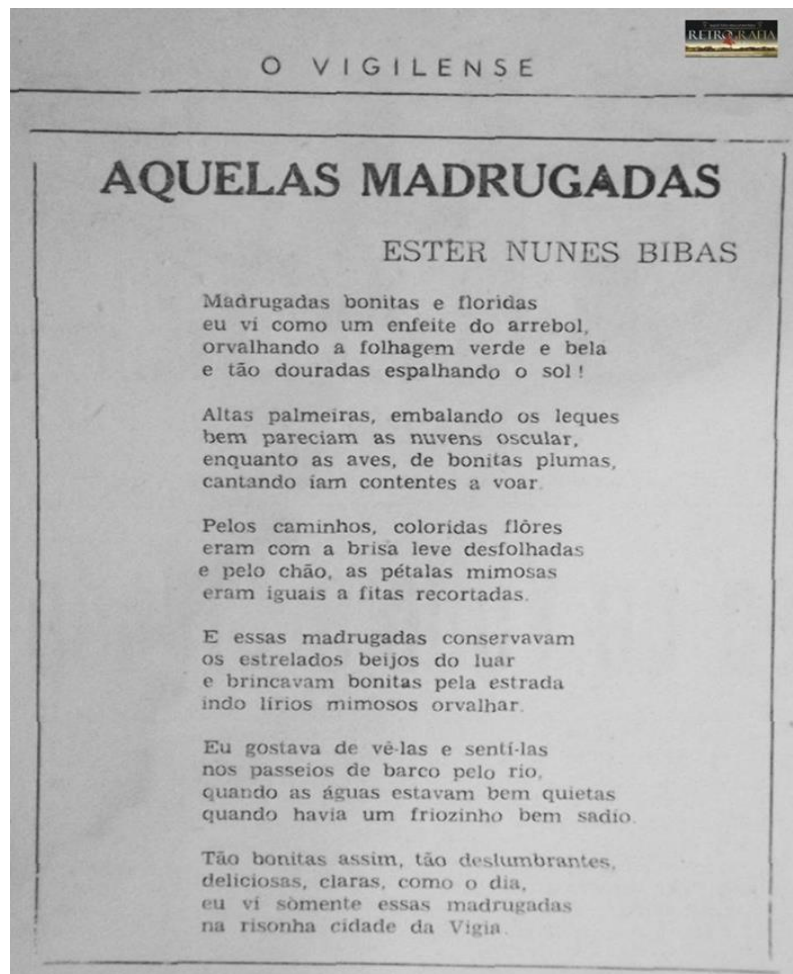 RETROGRAFIA
O VIGILENSE
AQUELAS MADRUGADAS
ESTER NUNES BIBAS
Madrugadas bonitas e floridas
eu vi como um enfeite do arrebol,
orvalhando a folhagem verde e bela
e tão douradas espalhando o sol !
Altas palmeiras, embalando os leques
bem pareciam as nuvens oscular,
enquanto as aves, de bonitas plumas,
cantando iam contentes a voar.
Pelos caminhos, coloridas flôres
eram com a brisa leve desfolhadas
e pelo chão, as pétalas mimosas
eram iguais a fitas recortadas.
E essas madrugadas conservavam
os estrelados beijos do luar
e brincavam bonitas pela estrada
indo lírios mimosos orvalhar.
Eu gostava de vê-las e sentí-las
nos passeios de barco pelo rio,
quando as águas estavam bem quietas
quando havia um friozinho bem sadio.
Tão bonitas assim, tão deslumbrantes,
deliciosas, claras, como o dia,
eu vi sòmente essas madrugadas
na risonha cidade da Vigia.